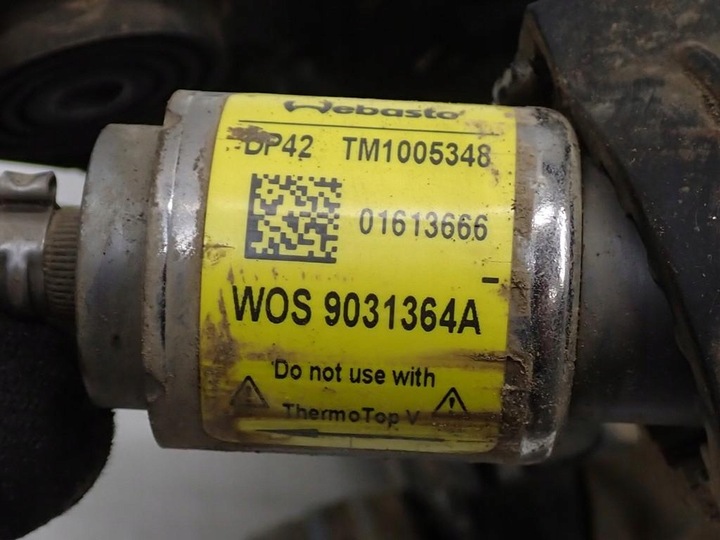 Webasto
DP42 TM1005348
01613666
-
WOS 9031364A
Do not use with
ThermoTop V